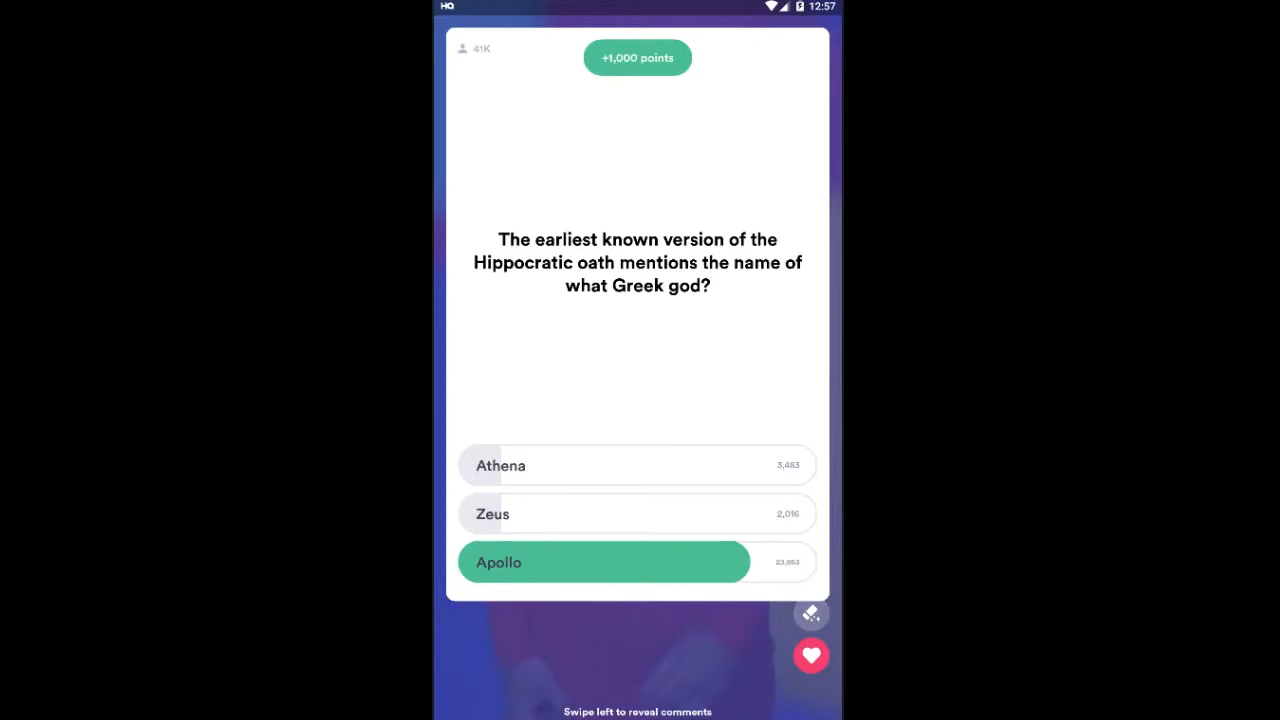 HQ
12:57
41K
+1,000 points
The earliest known version of the
Hippocratic oath mentions the name of
what Greek god?
Athena
3,483
Zeus
2,016
Apollo
Swipe left to reveal comments